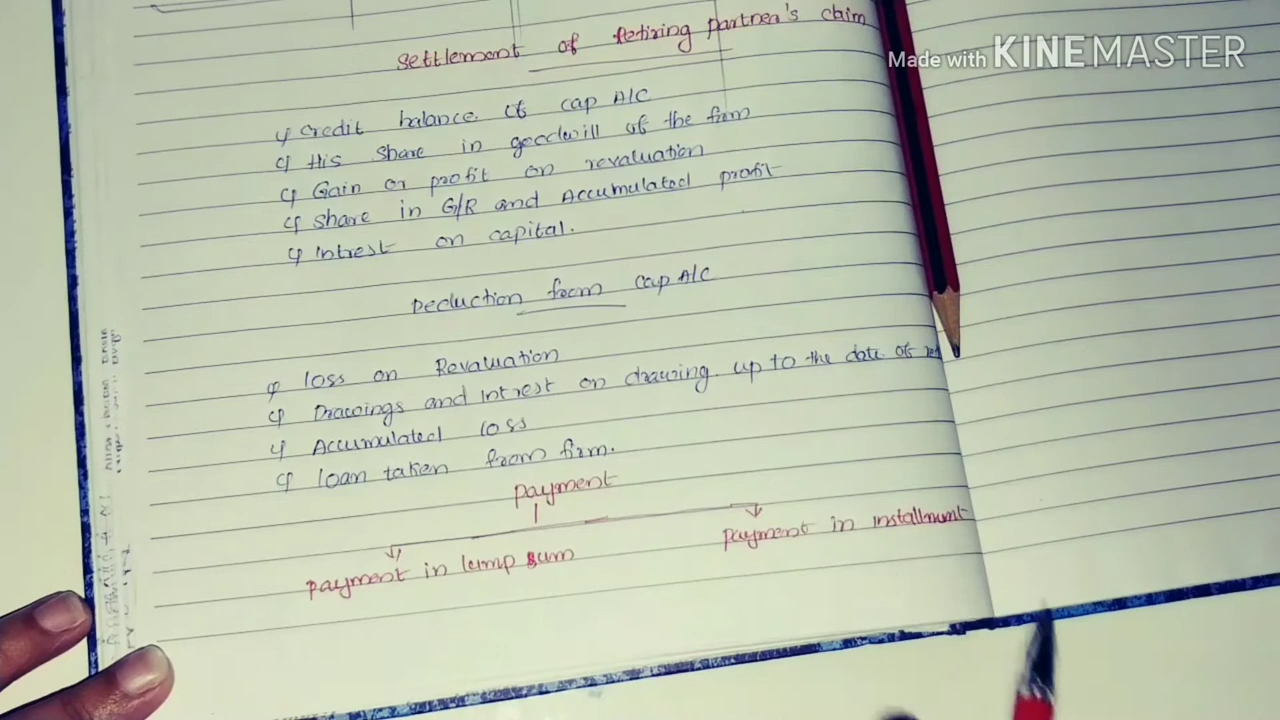 Settlement of Retiring Partner's claim
Made with KINEMASTER
Credit balance of cap A/C
His share in goodwill of the firm
Gain or profit on revaluation
Share in G/R and Accumulated profit
Intrest on capital.
Deduction from cap A/C
loss on Revaluation
Drawings and intrest on drawing up to the date of
Accumulated loss
loan taken from firm.
payment
payment in lump sum
payment in installment